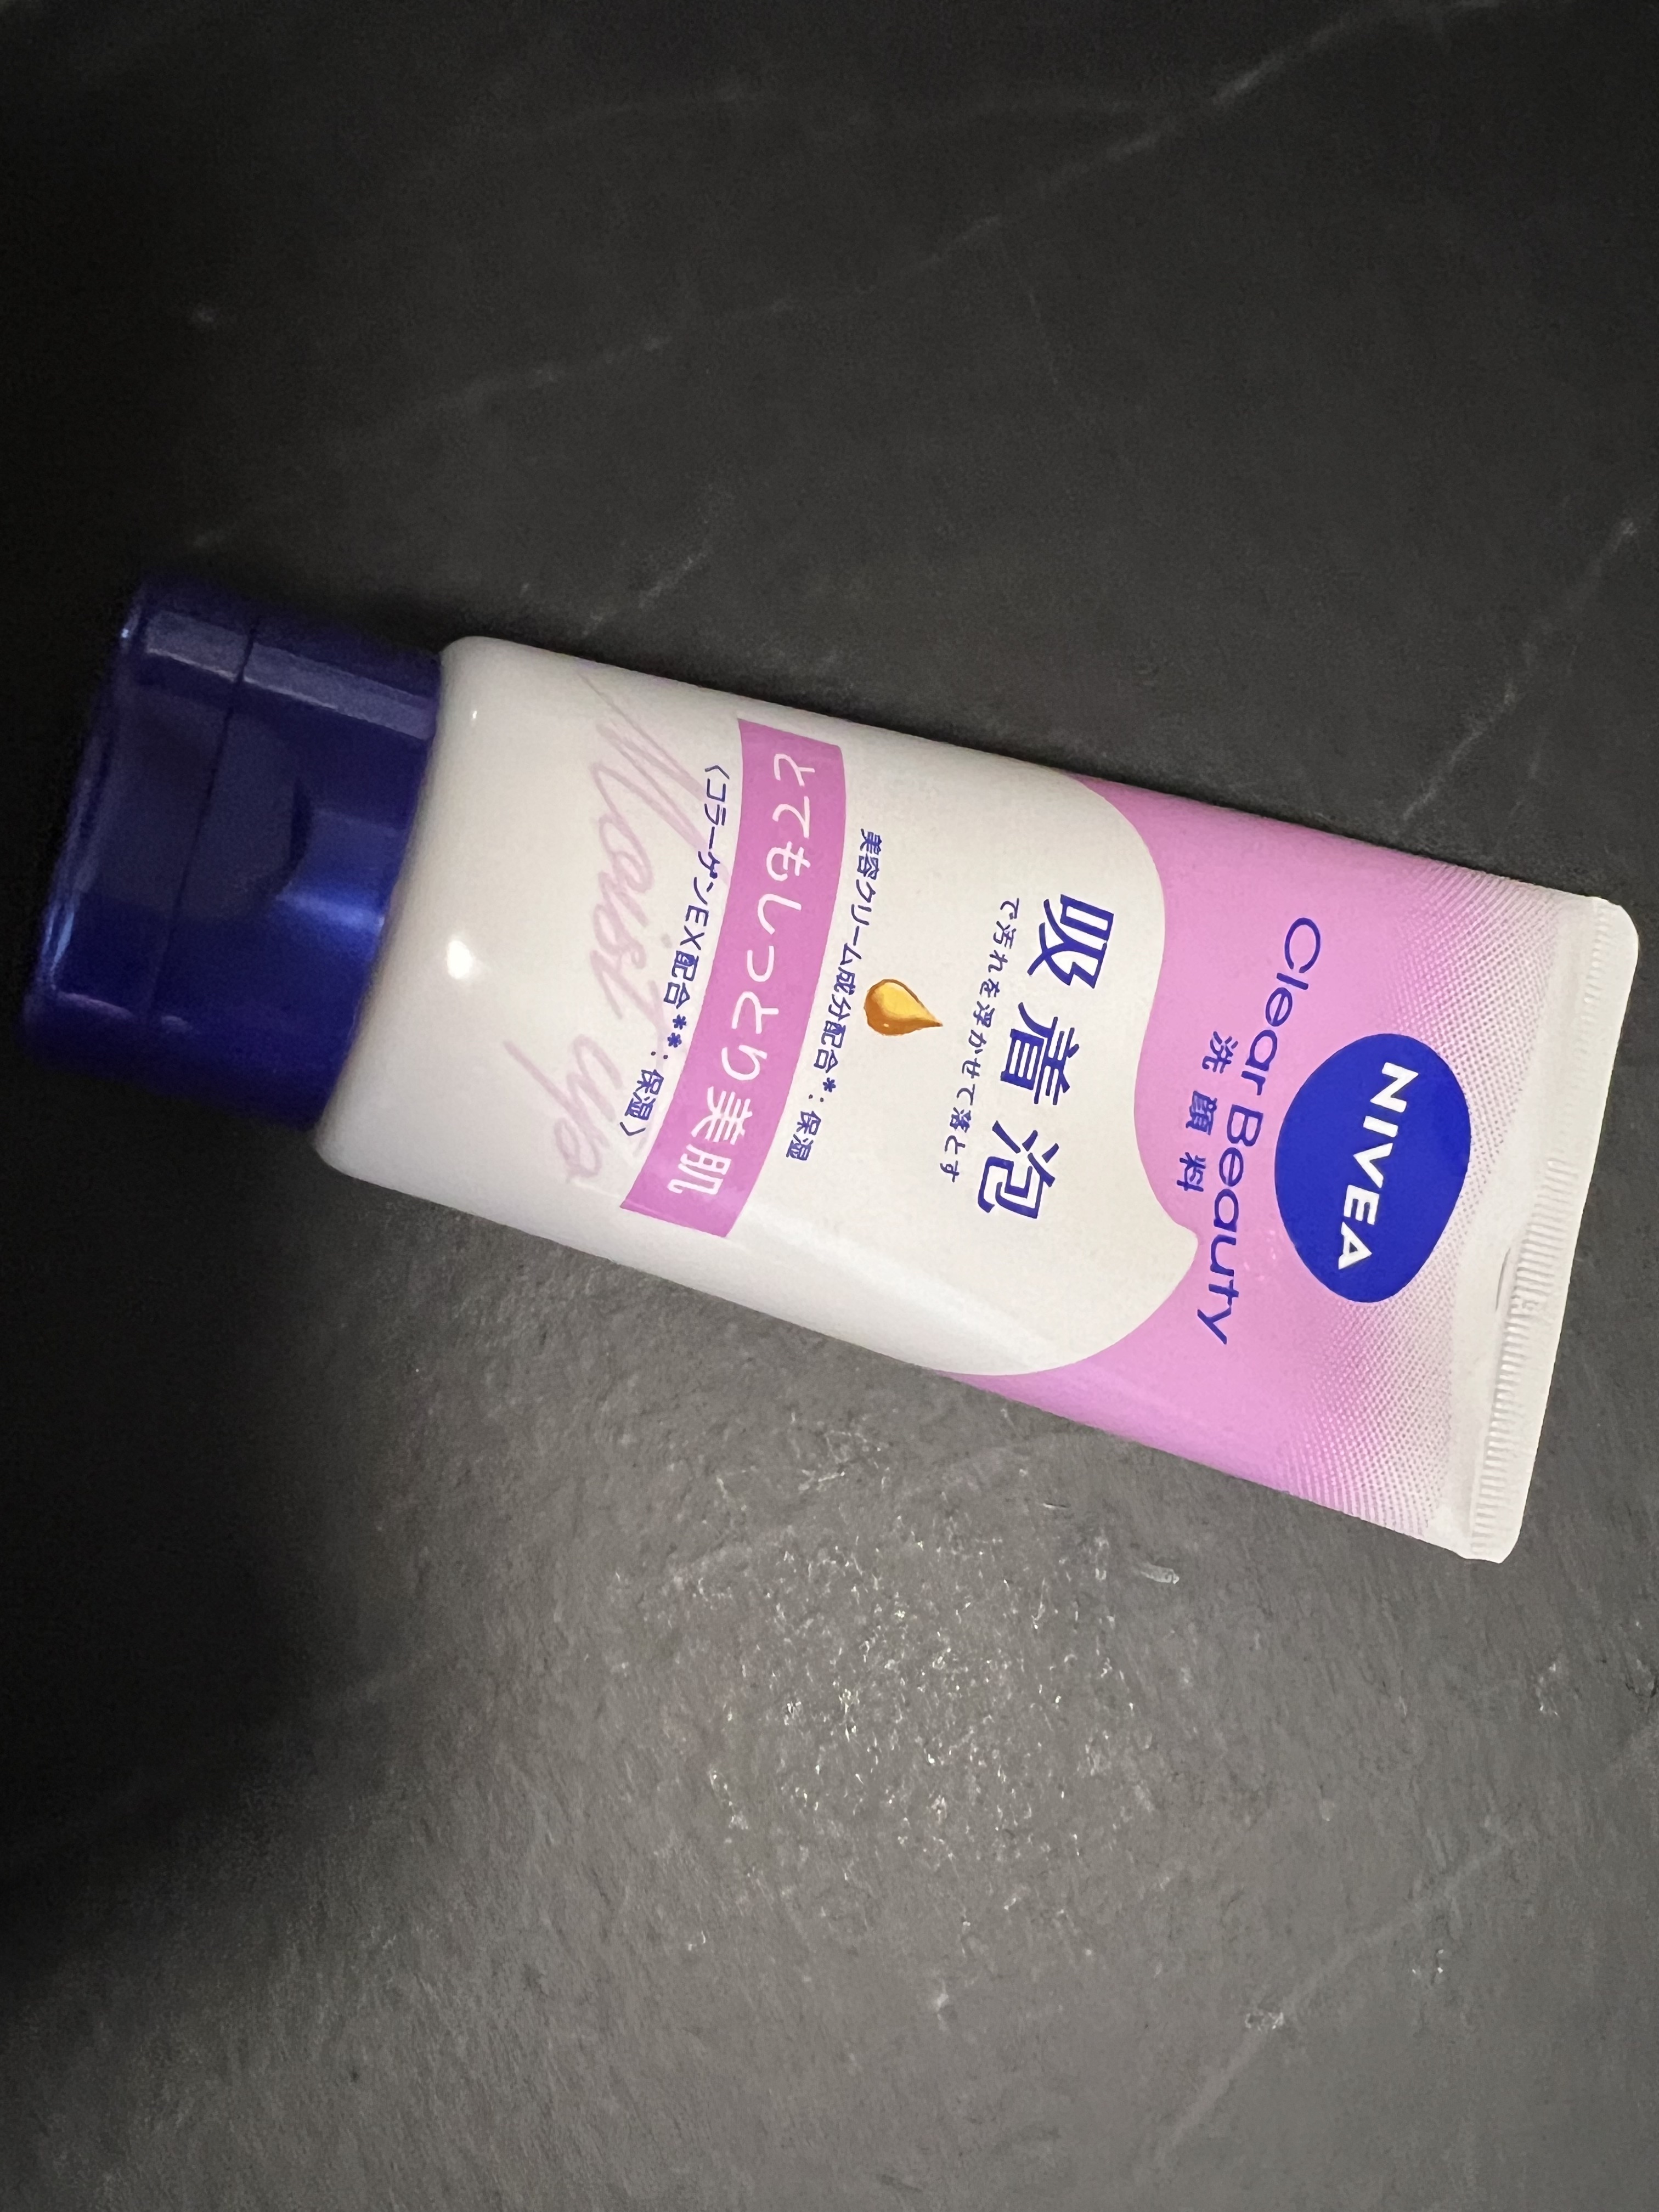 NIVEA
Clear Beauty
洗顔料
吸着泡
で汚れを浮かせて落とす
美容クリーム成分配合*:保湿
とてもしっとり美肌
〈コラーゲンEX配合**:保湿〉
Moist up